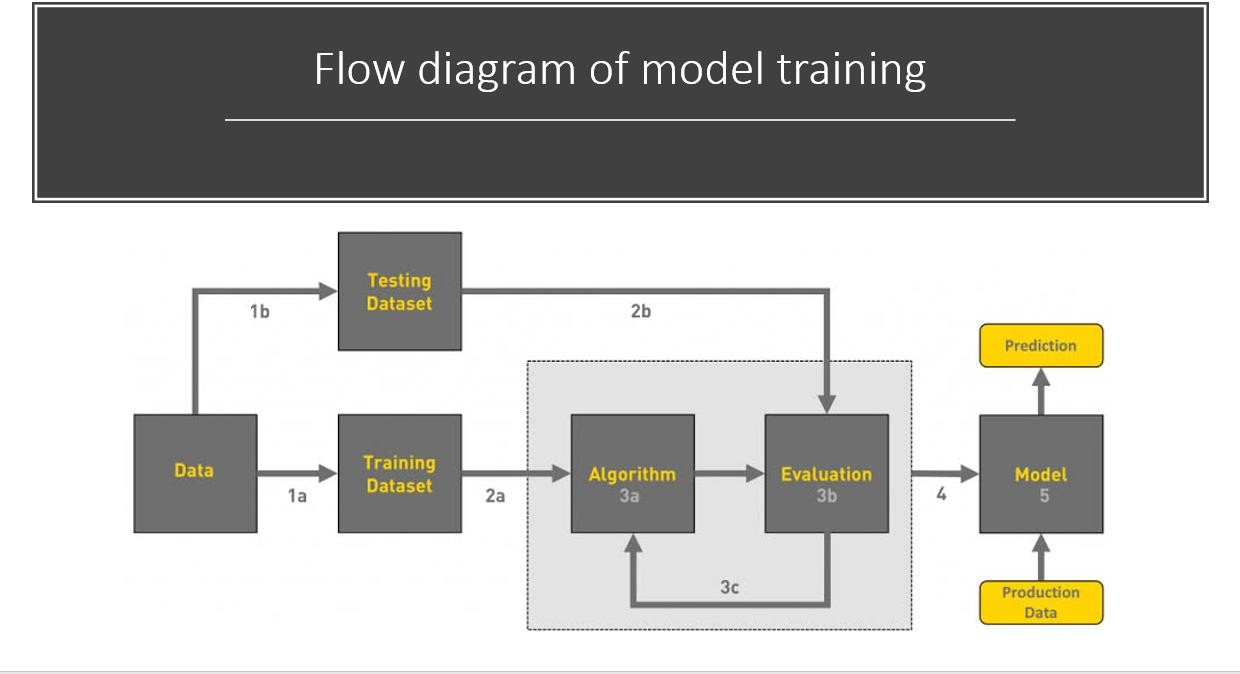 Flow diagram of model training
Testing
Dataset
1b
2b
Prediction
Data
1a
Training
Dataset
2a
Algorithm
3a
Evaluation
3b
4
Model
5
3c
Production
Data